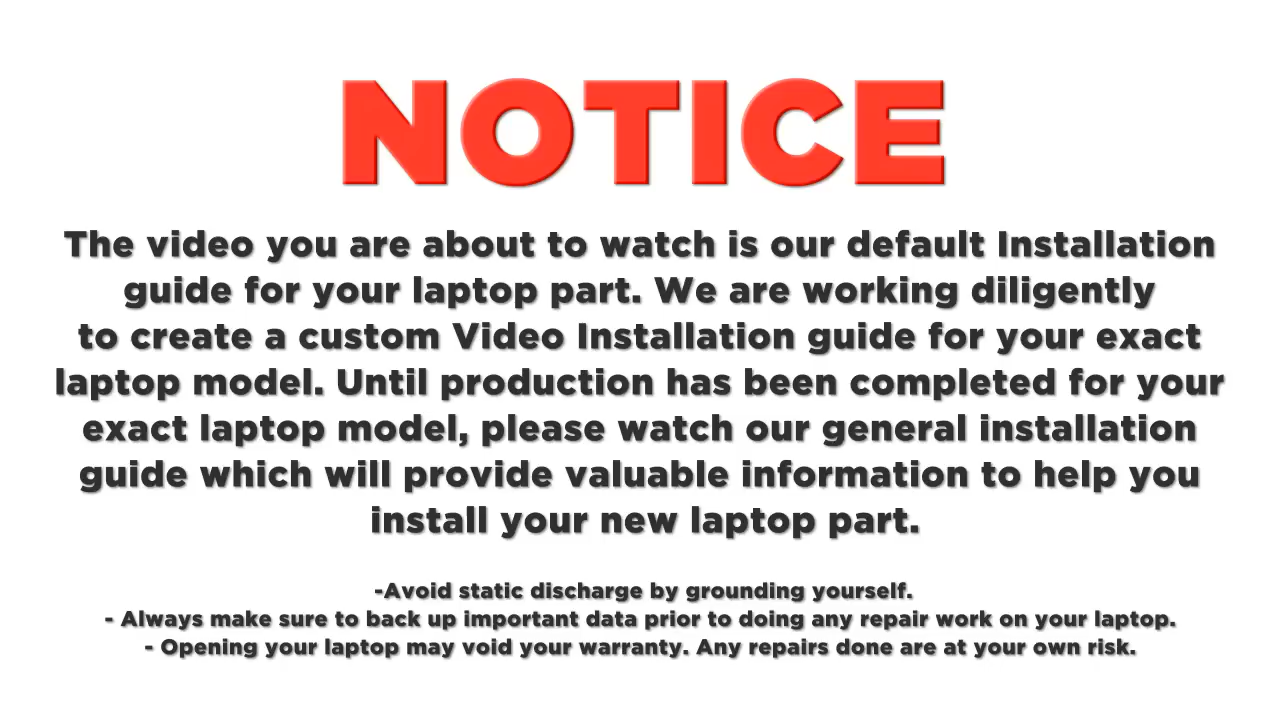 NOTICE
The video you are about to watch is our default Installation
guide for your laptop part. We are working diligently
to create a custom Video Installation guide for your exact
laptop model. Until production has been completed for your
exact laptop model, please watch our general installation
guide which will provide valuable information to help you
install your new laptop part.
-Avoid static discharge by grounding yourself.
- Always make sure to back up important data prior to doing any repair work on your laptop.
- Opening your laptop may void your warranty. Any repairs done are at your own risk.